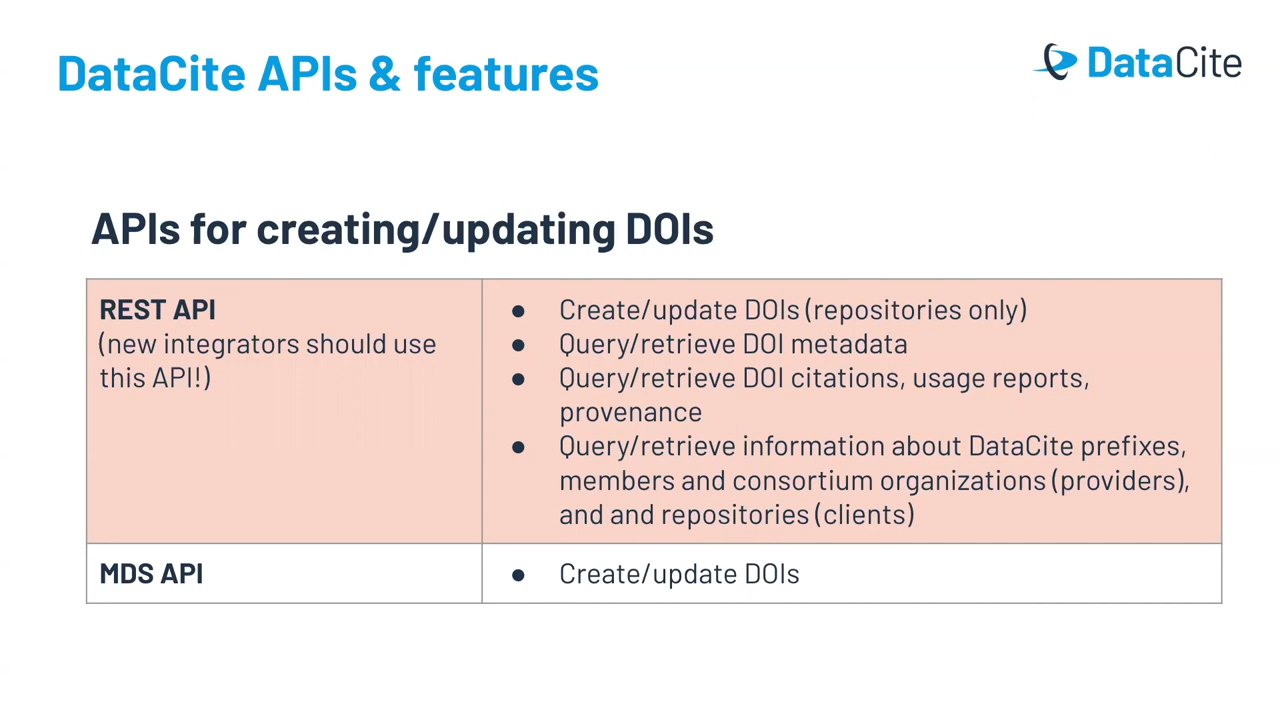 DataCite APIs & features
DataCite
APIs for creating/updating DOIs
REST API
(new integrators should use
this API!)
● Create/update DOIs (repositories only)
● Query/retrieve DOI metadata
● Query/retrieve DOI citations, usage reports,
provenance
● Query/retrieve information about DataCite prefixes,
members and consortium organizations (providers),
and and repositories (clients)
MDS API
● Create/update DOIs